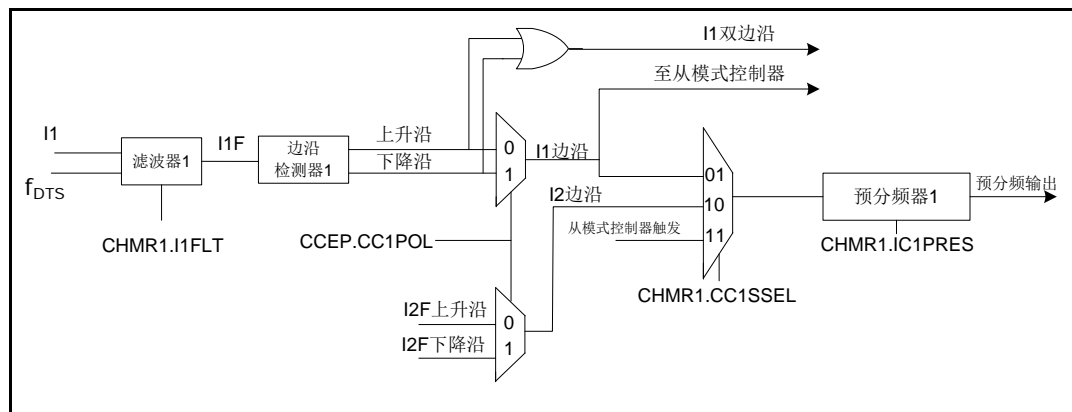 I1双边沿
至从模式控制器
I1
f_DTS
滤波器1
I1F
边沿
检测器1
上升沿
下降沿
0
1
I1边沿
I2边沿
从模式控制器触发
01
10
11
预分频器1
预分频输出
CHMR1.I1FLT
CCEP.CC1POL
CHMR1.IC1PRES
CHMR1.CC1SSEL
I2F上升沿
I2F下降沿
0
1